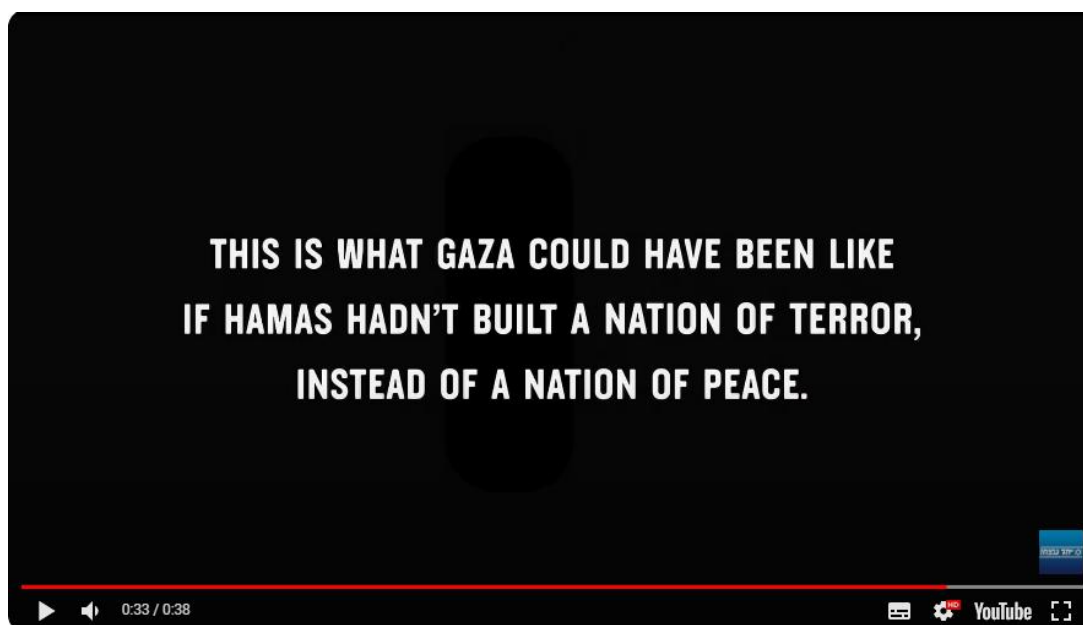 THIS IS WHAT GAZA COULD HAVE BEEN LIKE
IF HAMAS HADN'T BUILT A NATION OF TERROR,
INSTEAD OF A NATION OF PEACE.
0:33 / 0:38
HD
YouTube